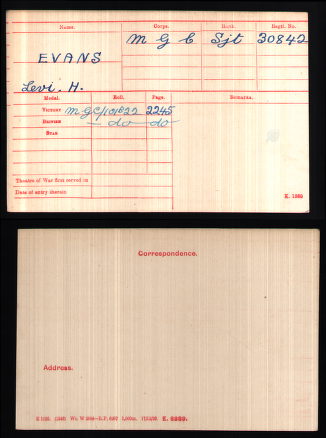 Name. Corps. Rank. Regtl. No.
EVANS M G C Sjt 30842
Levi. H.
Medal. Roll. Page. Remarks.
Victory M.G.C/101B22 2245
British — do — do —
Star
Theatre of War first served in
Date of entry therein
K. 1380
Correspondence.
Address.
K. 6989.